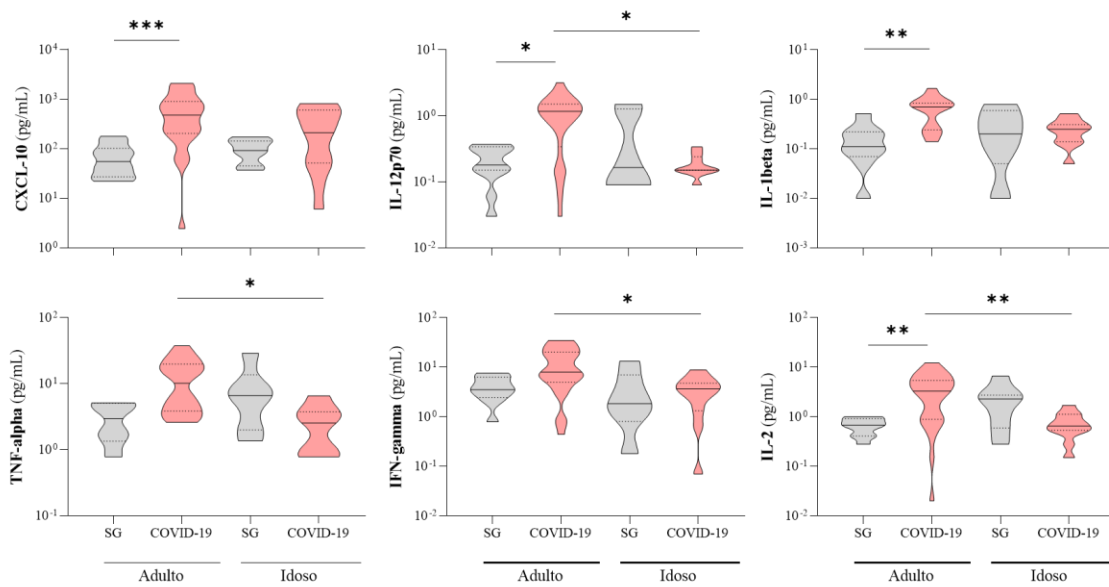 ***
CXCL-10 (pg/mL)
10⁴
10³
10²
10¹
10⁰
*
*
IL-12p70 (pg/mL)
10¹
10⁰
10⁻¹
10⁻²
**
IL-1beta (pg/mL)
10¹
10⁰
10⁻¹
10⁻³
*
TNF-alpha (pg/mL)
10²
10¹
10⁰
10⁻¹
SG
COVID-19
SG
COVID-19
Adulto
Idoso
*
IFN-gamma (pg/mL)
10²
10¹
10⁰
10⁻¹
10⁻²
SG
COVID-19
SG
COVID-19
Adulto
Idoso
**
**
IL-2 (pg/mL)
10²
10¹
10⁰
10⁻¹
10⁻²
SG
COVID-19
SG
COVID-19
Adulto
Idoso